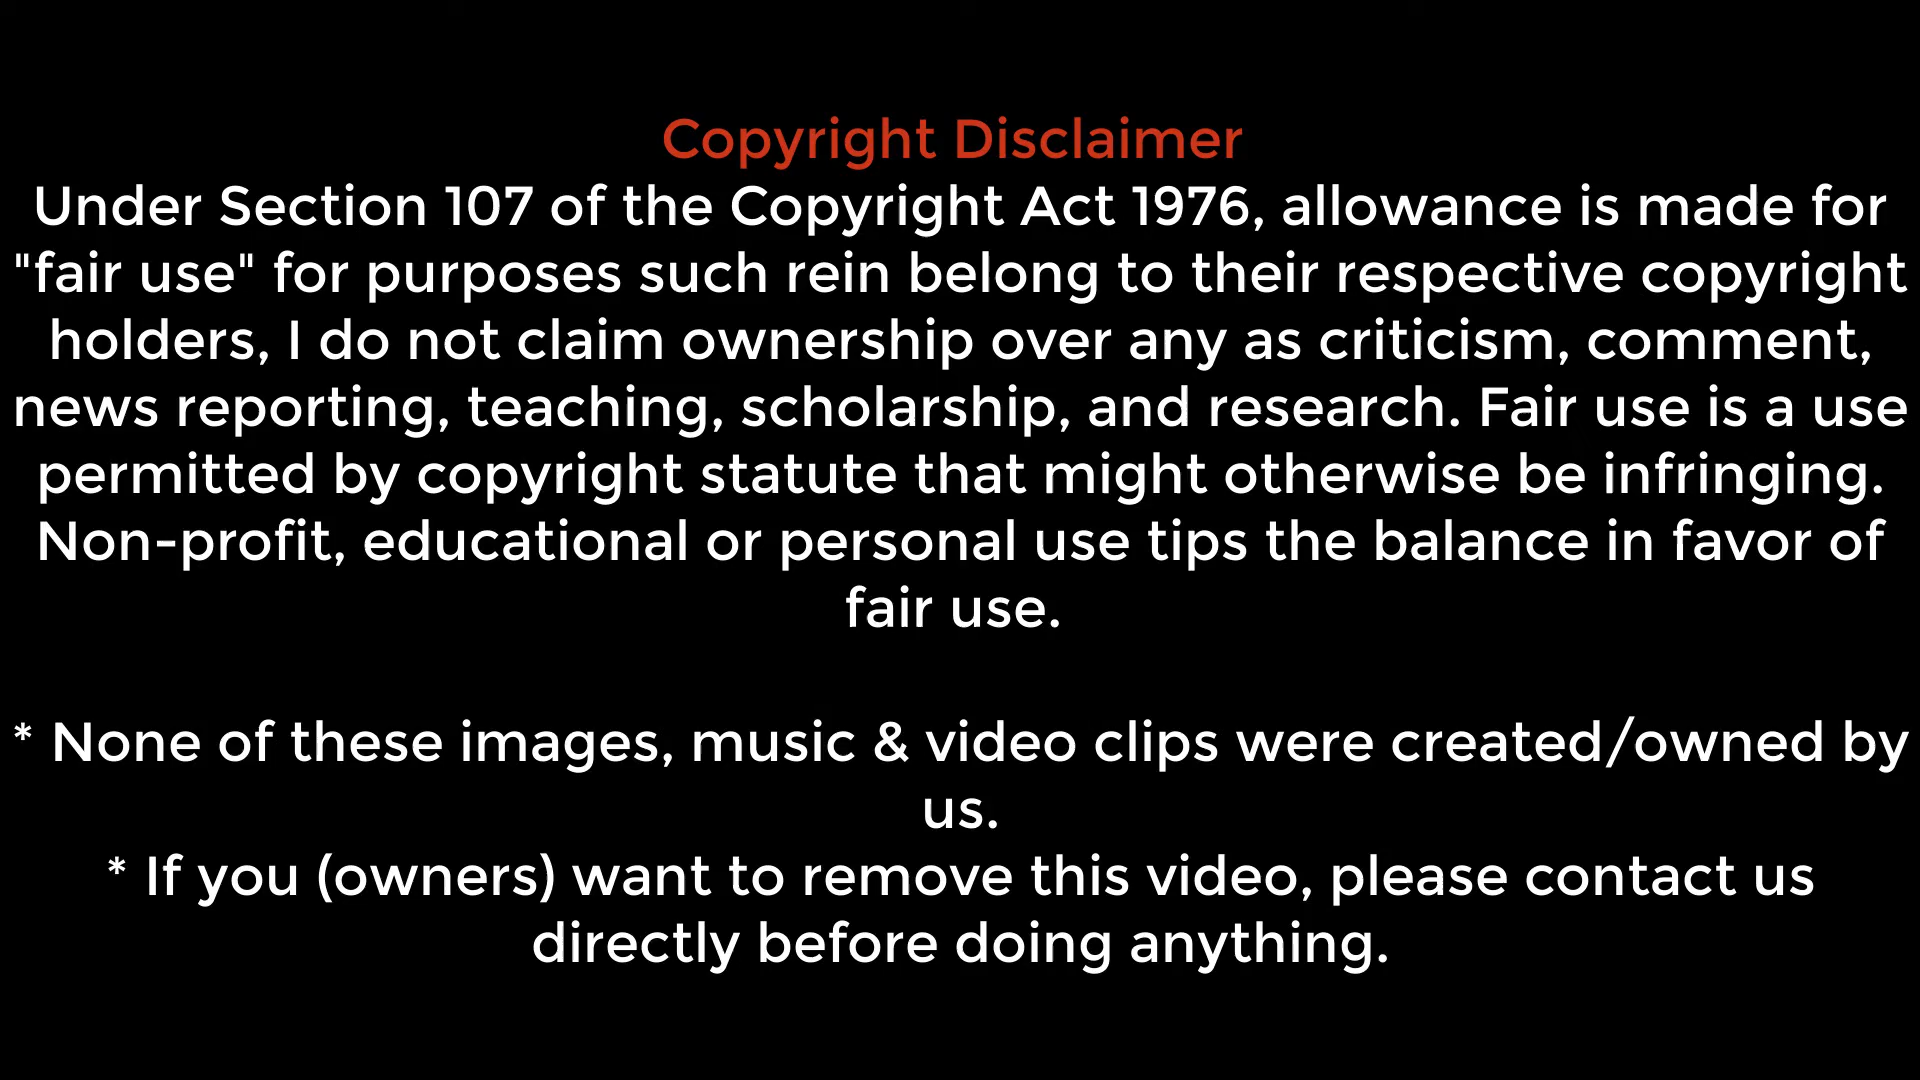 Copyright Disclaimer
Under Section 107 of the Copyright Act 1976, allowance is made for
"fair use" for purposes such rein belong to their respective copyright
holders, I do not claim ownership over any as criticism, comment,
news reporting, teaching, scholarship, and research. Fair use is a use
permitted by copyright statute that might otherwise be infringing.
Non-profit, educational or personal use tips the balance in favor of
fair use.
* None of these images, music & video clips were created/owned by
us.
* If you (owners) want to remove this video, please contact us
directly before doing anything.